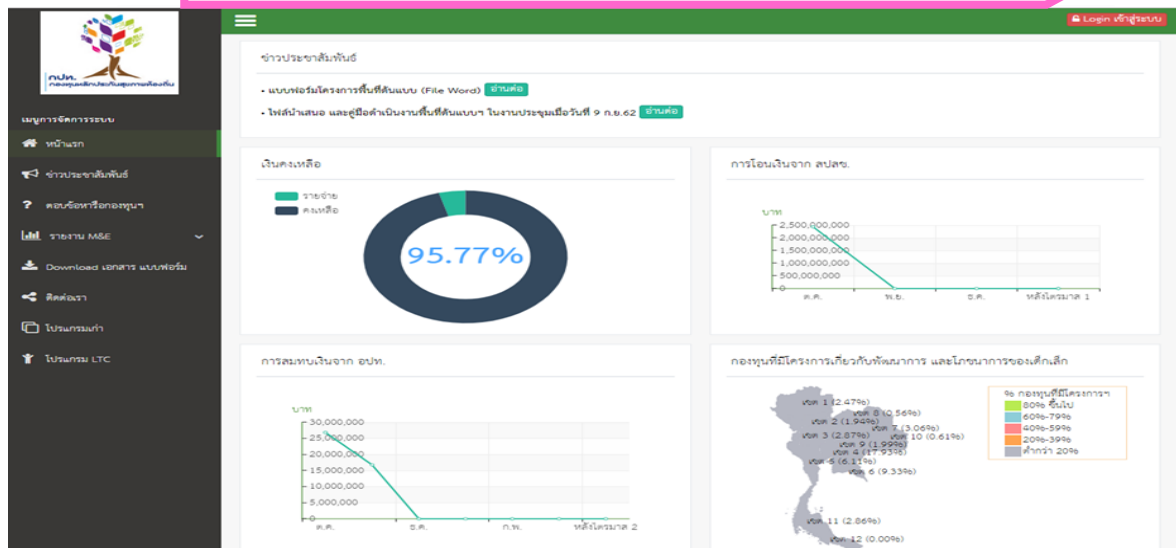 Login เข้าสู่ระบบ
กปท.
กองทุนหลักประกันสุขภาพท้องถิ่น
เมนูการจัดการระบบ
หน้าแรก
ข่าวประชาสัมพันธ์
ตอบข้อหารือกองทุนฯ
รายงาน M&E
Download เอกสาร แบบฟอร์ม
ติดต่อเรา
โปรแกรมเก่า
โปรแกรม LTC
ข่าวประชาสัมพันธ์
- แบบฟอร์มโครงการพื้นที่ต้นแบบ (File Word) อ่านต่อ
- ไฟล์นำเสนอ และคู่มือดำเนินงานพื้นที่ต้นแบบฯ ในงานประชุมเมื่อวันที่ 9 ก.ย.62 อ่านต่อ
เงินคงเหลือ
รายจ่าย
คงเหลือ
95.77%
การโอนเงินจาก สปสช.
บาท
2,500,000,000
2,000,000,000
1,500,000,000
1,000,000,000
500,000,000
0
ต.ค. พ.ย. ธ.ค. หลังไตรมาส 1
การสมทบเงินจาก อปท.
บาท
30,000,000
25,000,000
20,000,000
15,000,000
10,000,000
5,000,000
0
ต.ค. ธ.ค. ก.พ. หลังไตรมาส 2
กองทุนที่มีโครงการเกี่ยวกับพัฒนาการ และโภชนาการของเด็กเล็ก
เขต 1 (2.47%)
เขต 8 (0.56%)
เขต 2 (1.94%)
เขต 7 (3.06%)
เขต 3 (2.87%)
เขต 10 (0.61%)
เขต 9 (1.99%)
เขต 4 (17.93%)
เขต 5 (6.11%)
เขต 6 (9.33%)
เขต 11 (2.86%)
เขต 12 (0.00%)
% กองทุนที่มีโครงการฯ
80% ขึ้นไป
60%-79%
40%-59%
20%-39%
ต่ำกว่า 20%